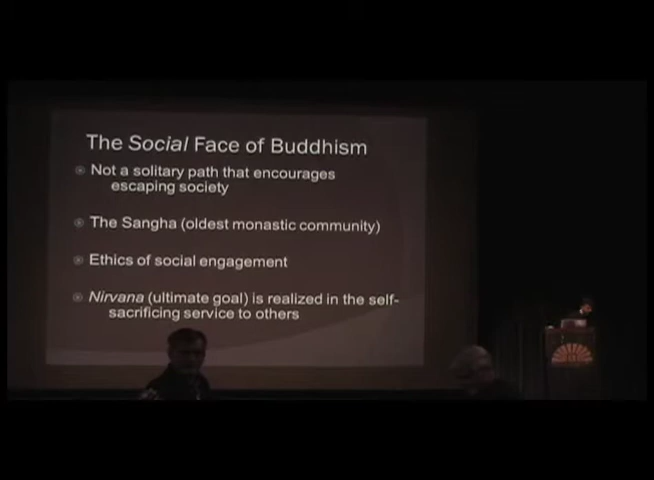 The Social Face of Buddhism
Not a solitary path that encourages
escaping society
The Sangha (oldest monastic community)
Ethics of social engagement
Nirvana (ultimate goal) is realized in the self-
sacrificing service to others